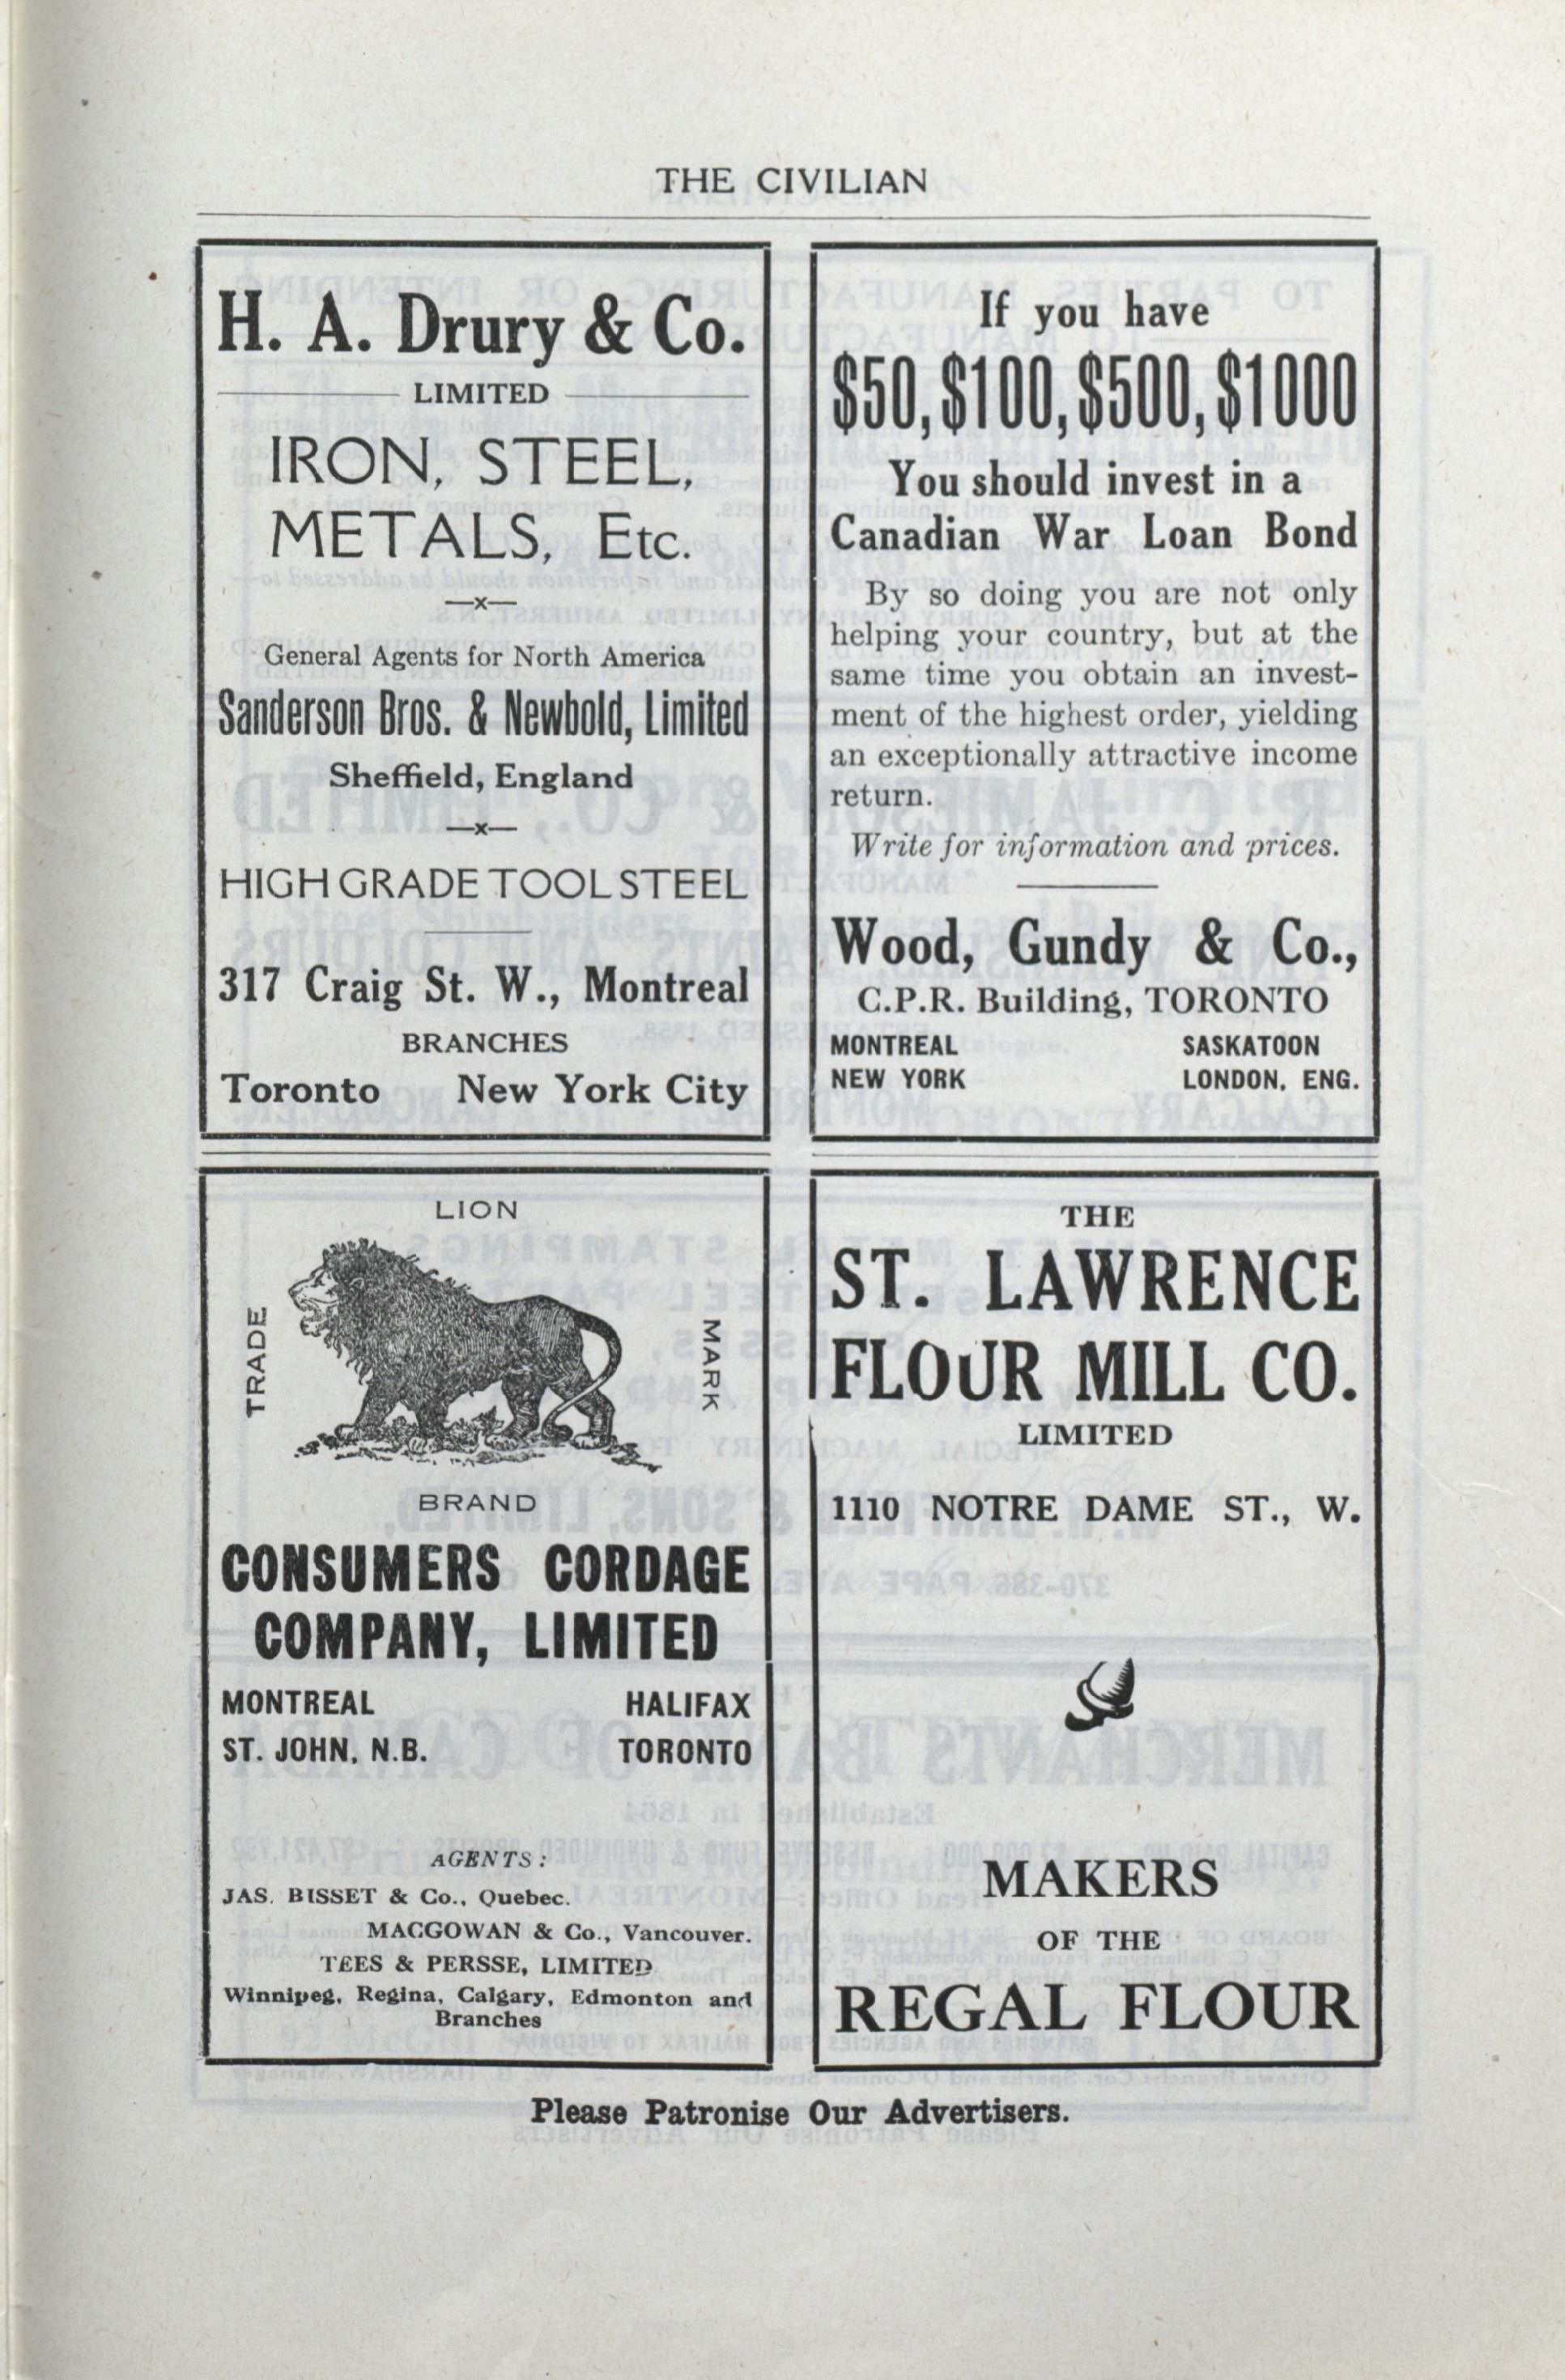 THE CIVILIAN
H. A. Drury & Co.
LIMITED
IRON, STEEL,
METALS, Etc.
—x—
General Agents for North America
Sanderson Bros. & Newbold, Limited
Sheffield, England
—x—
HIGH GRADE TOOL STEEL
317 Craig St. W., Montreal
BRANCHES
Toronto New York City
If you have
$50, $100, $500, $1000
You should invest in a
Canadian War Loan Bond
By so doing you are not only
helping your country, but at the
same time you obtain an invest-
ment of the highest order, yielding
an exceptionally attractive income
return.
Write for information and prices.
Wood, Gundy & Co.,
C.P.R. Building, TORONTO
MONTREAL SASKATOON
NEW YORK LONDON, ENG.
LION
TRADE
MARK
BRAND
CONSUMERS CORDAGE
COMPANY, LIMITED
MONTREAL HALIFAX
ST. JOHN, N.B. TORONTO
AGENTS:
JAS. BISSET & Co., Quebec.
MACGOWAN & Co., Vancouver.
TEES & PERSSE, LIMITED
Winnipeg, Regina, Calgary, Edmonton and
Branches
THE
ST. LAWRENCE
FLOUR MILL CO.
LIMITED
1110 NOTRE DAME ST., W.
MAKERS
OF THE
REGAL FLOUR
Please Patronise Our Advertisers.